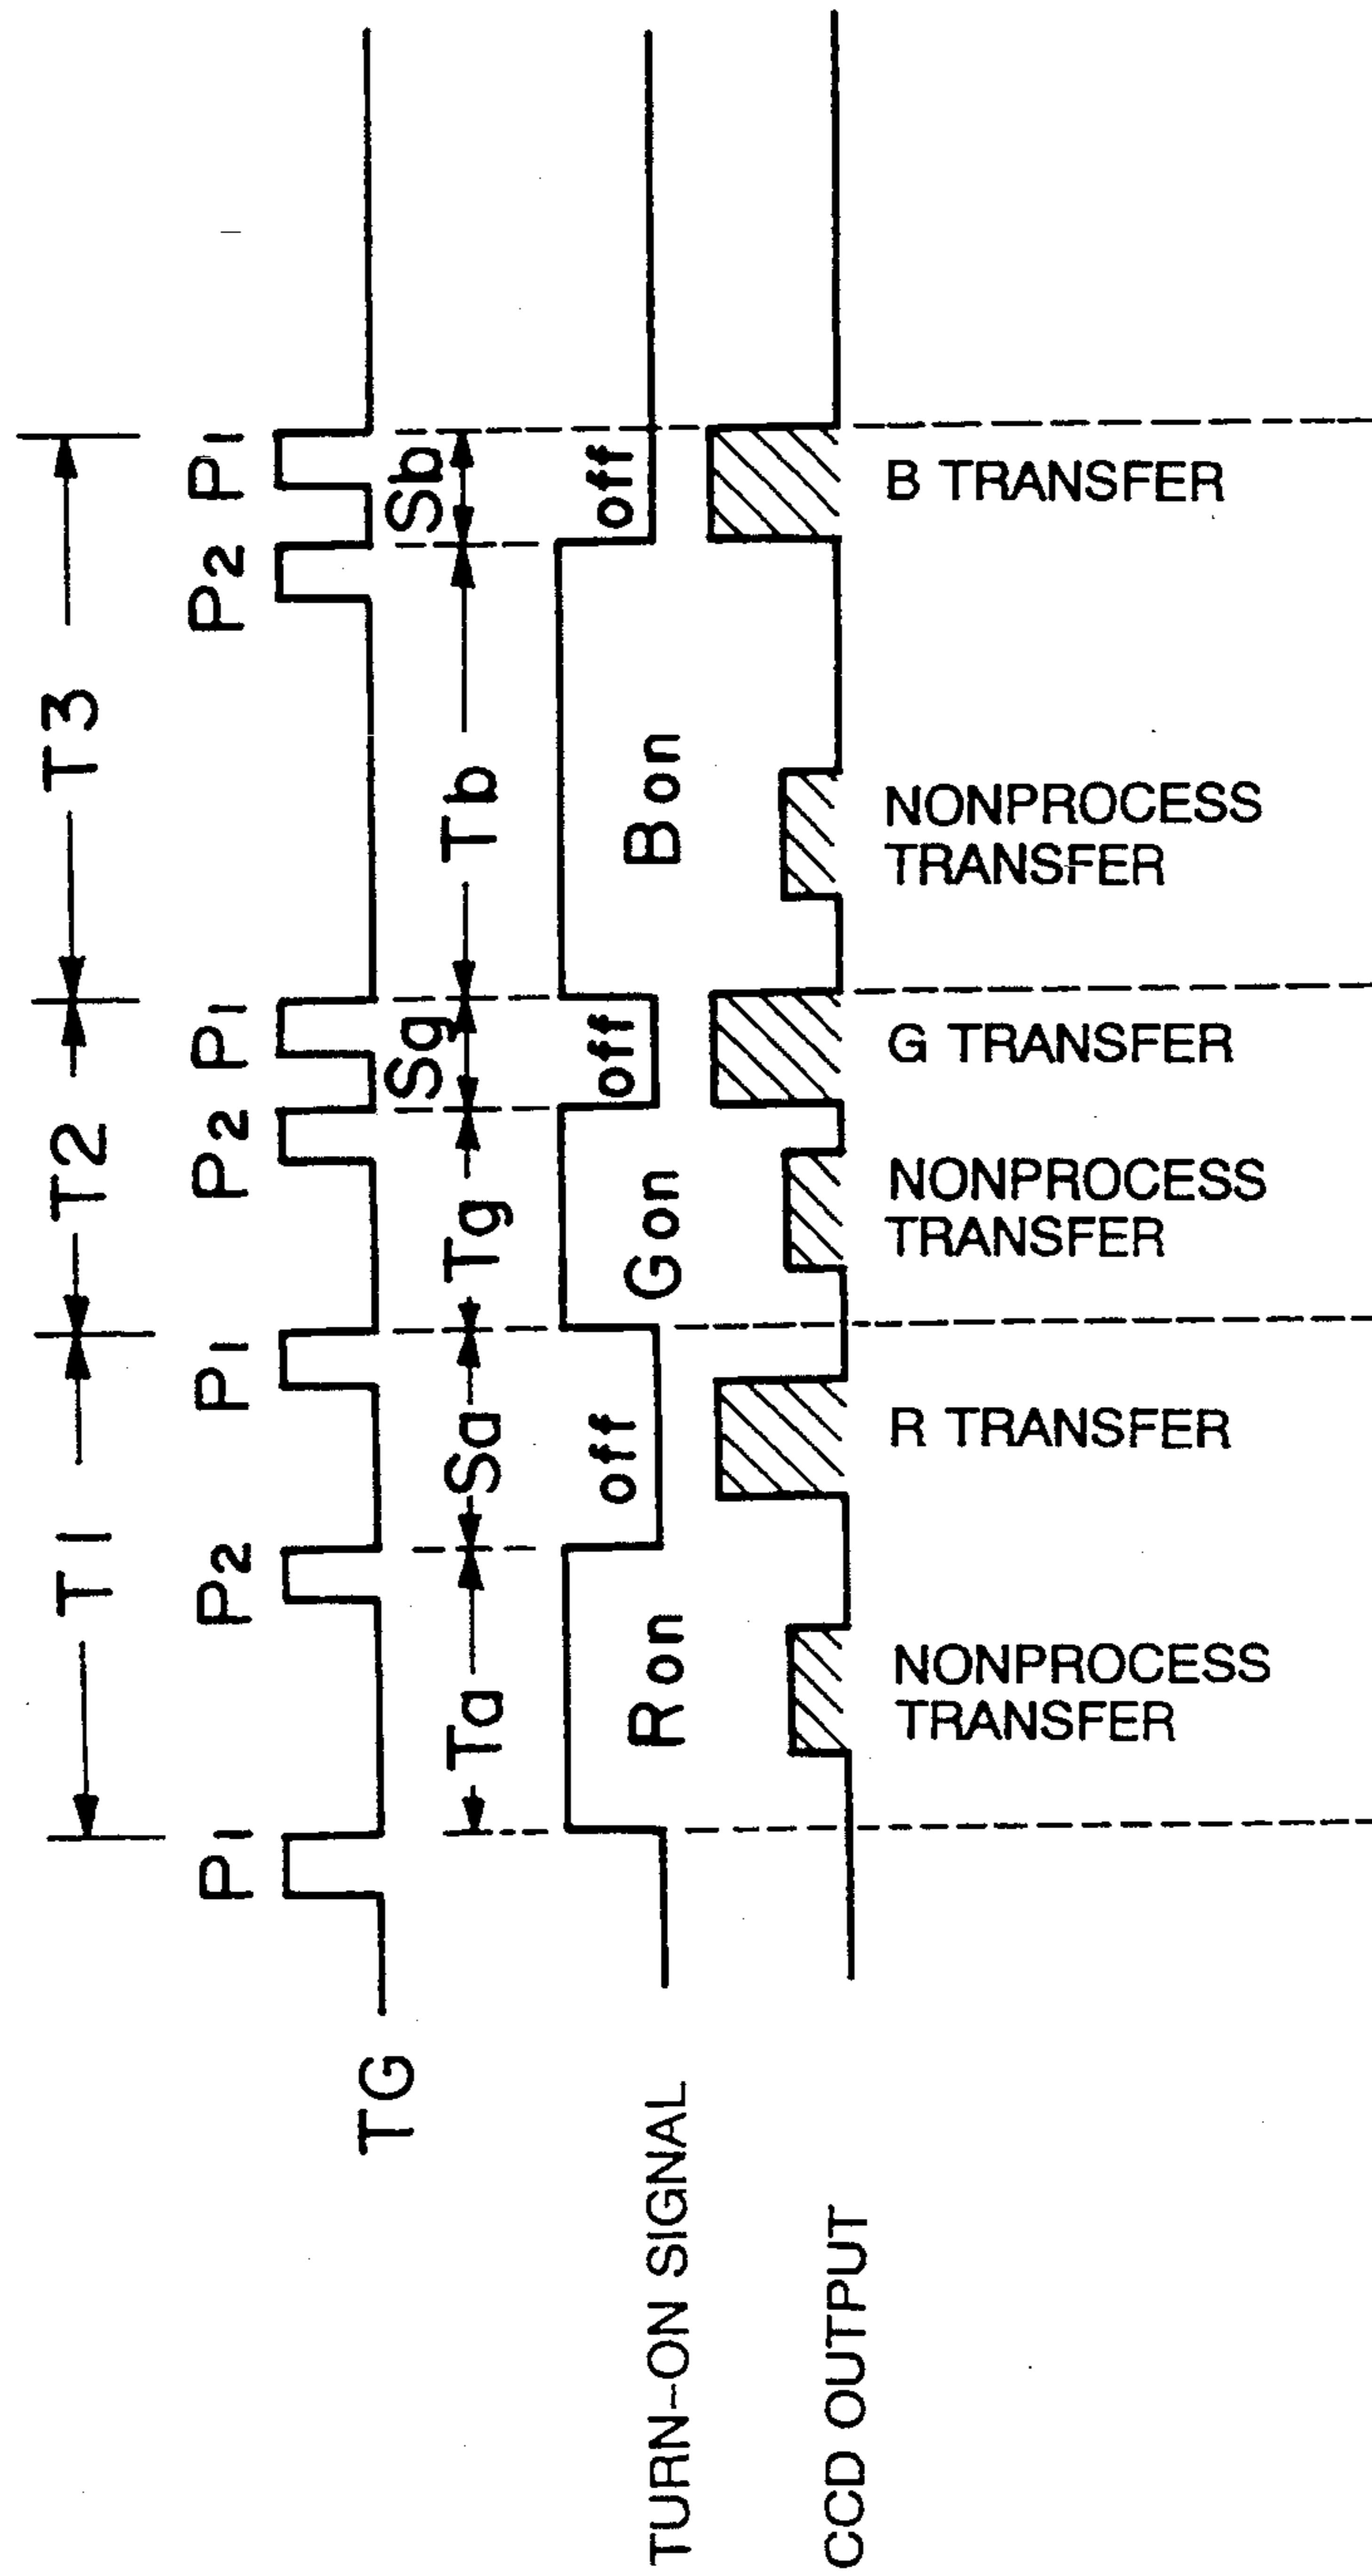 T1 T2 T3
P1 P2 P1 P2 P1 P2 P1
TG
Ta Sa Tg Sg Tb Sb
TURN-ON SIGNAL
Ron off Gon off Bon off
CCD OUTPUT
NONPROCESS
TRANSFER
R TRANSFER
NONPROCESS
TRANSFER
G TRANSFER
NONPROCESS
TRANSFER
B TRANSFER